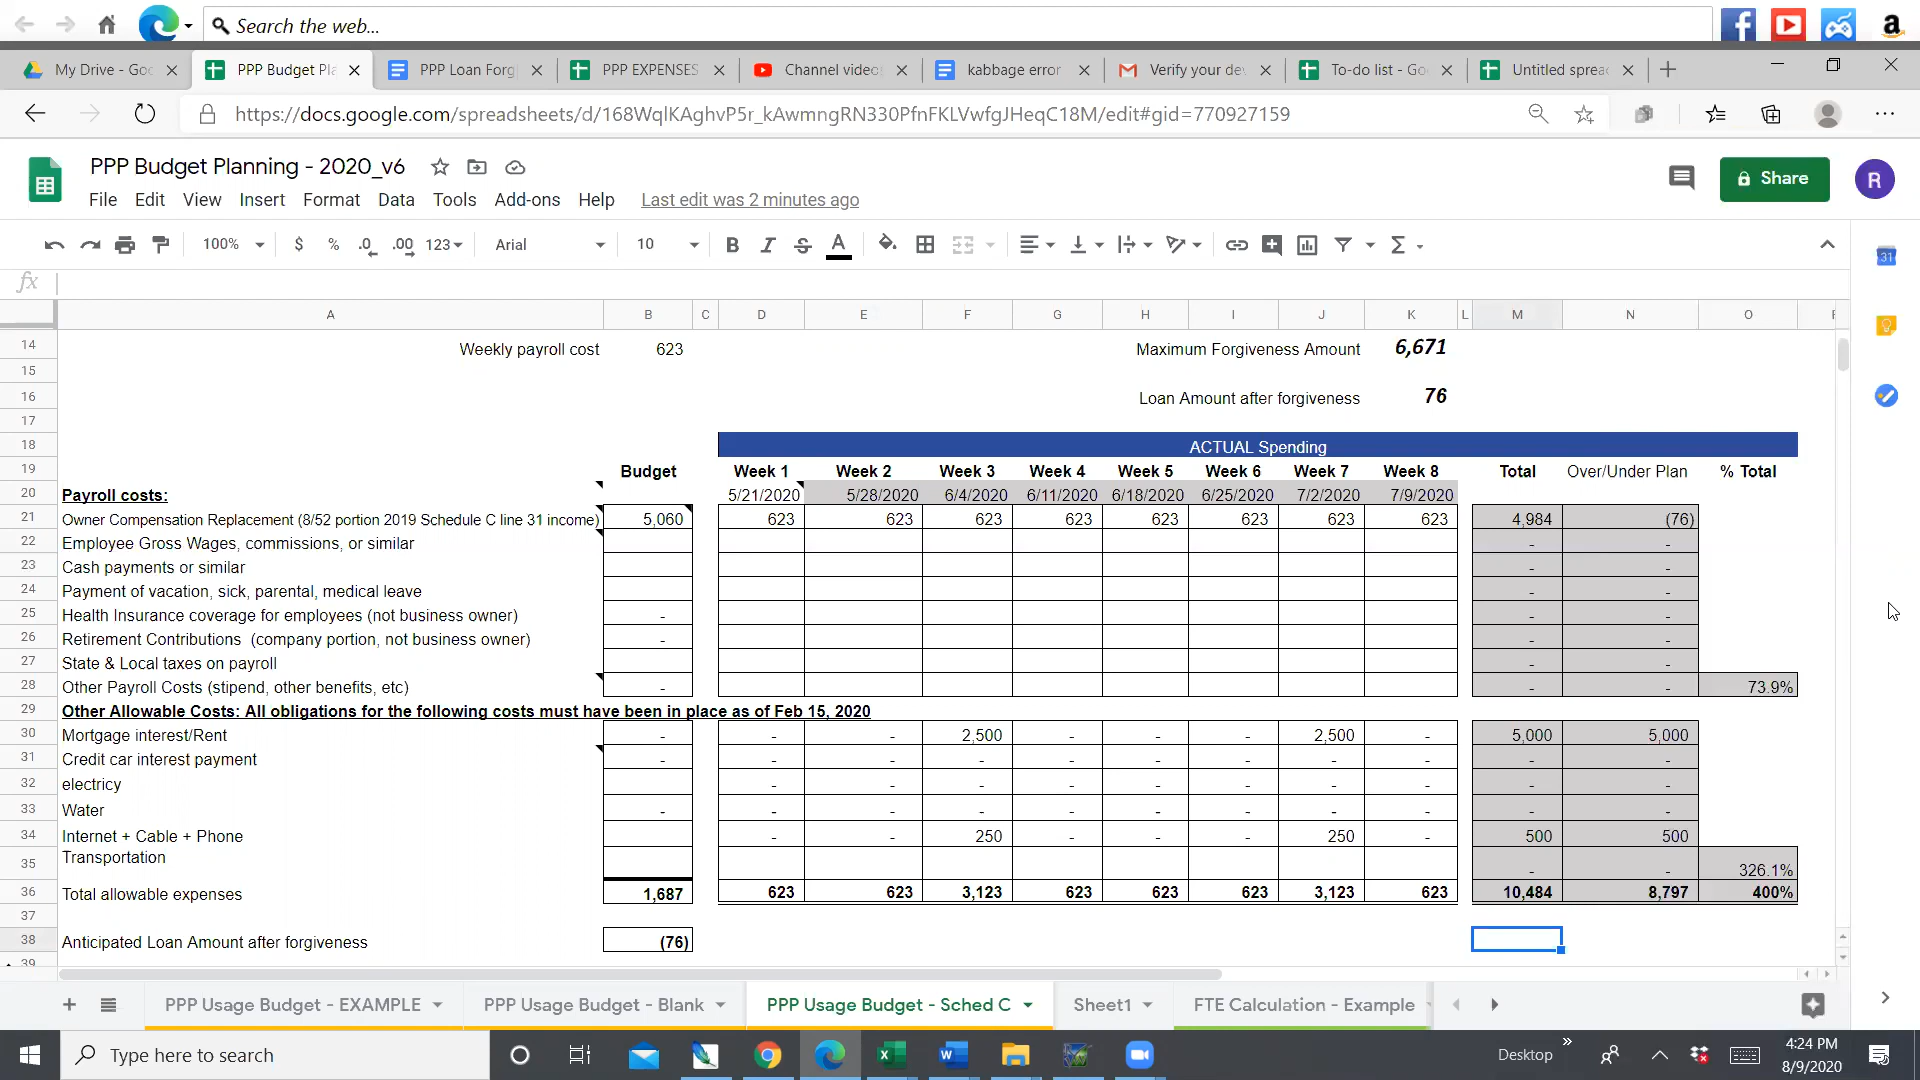 Search the web...
My Drive - Goo
PPP Budget Pla
PPP Loan Forg
PPP EXPENSES
Channel videos
kabbage error
Verify your dev
To-do list - Go
Untitled spreac
https://docs.google.com/spreadsheets/d/168WqlKAghvP5r_kAwmngRN330PfnFKLVwfgJHeqC18M/edit#gid=770927159
PPP Budget Planning - 2020_v6
Share
R
File Edit View Insert Format Data Tools Add-ons Help Last edit was 2 minutes ago
100% $ % .0 .00 123 Arial 10 B I S A
31
fx
A B C D E F G H I J K L M N O
14 Weekly payroll cost 623 Maximum Forgiveness Amount 6,671
15
16 Loan Amount after forgiveness 76
17
18 ACTUAL Spending
19 Budget Week 1 Week 2 Week 3 Week 4 Week 5 Week 6 Week 7 Week 8 Total Over/Under Plan % Total
20 Payroll costs: 5/21/2020 5/28/2020 6/4/2020 6/11/2020 6/18/2020 6/25/2020 7/2/2020 7/9/2020
21 Owner Compensation Replacement (8/52 portion 2019 Schedule C line 31 income) 5,060 623 623 623 623 623 623 623 623 4,984 (76)
22 Employee Gross Wages, commissions, or similar - -
23 Cash payments or similar - -
24 Payment of vacation, sick, parental, medical leave - -
25 Health Insurance coverage for employees (not business owner) - - -
26 Retirement Contributions (company portion, not business owner) - - -
27 State & Local taxes on payroll - -
28 Other Payroll Costs (stipend, other benefits, etc) - - - 73.9%
29 Other Allowable Costs: All obligations for the following costs must have been in place as of Feb 15, 2020
30 Mortgage interest/Rent - - - 2,500 - - - 2,500 - 5,000 5,000
31 Credit car interest payment - - - - - - - - - - -
32 electricy - - - - - - - - - -
33 Water - - - - - - - - - - -
34 Internet + Cable + Phone - - 250 - - - 250 - 500 500
35 Transportation - - 326.1%
36 Total allowable expenses 1,687 623 623 3,123 623 623 623 3,123 623 10,484 8,797 400%
37
38 Anticipated Loan Amount after forgiveness (76)
39
PPP Usage Budget - EXAMPLE
PPP Usage Budget - Blank
PPP Usage Budget - Sched C
Sheet1
FTE Calculation - Example
Type here to search
Desktop
4:24 PM
8/9/2020